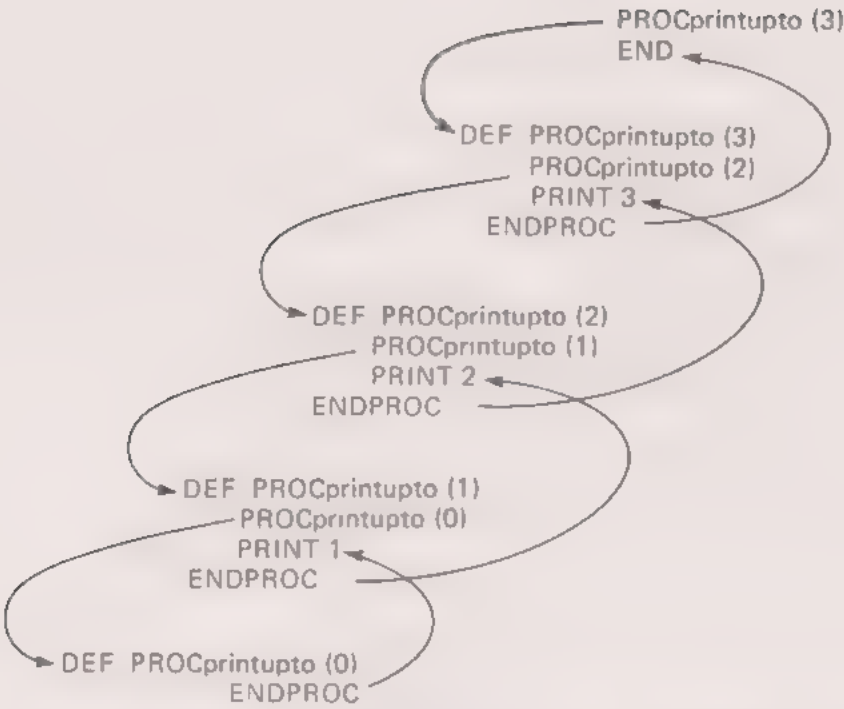 PROCprintupto (3)
END
DEF PROCprintupto (3)
PROCprintupto (2)
PRINT 3
ENDPROC
DEF PROCprintupto (2)
PROCprintupto (1)
PRINT 2
ENDPROC
DEF PROCprintupto (1)
PROCprintupto (0)
PRINT 1
ENDPROC
DEF PROCprintupto (0)
ENDPROC